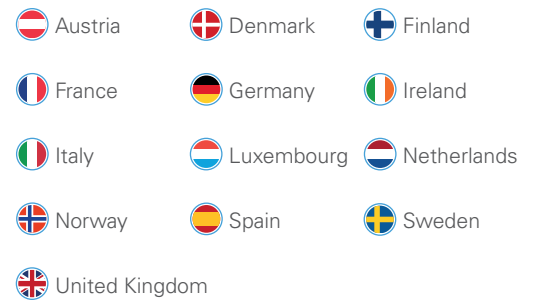 Austria Denmark Finland
France Germany Ireland
Italy Luxembourg Netherlands
Norway Spain Sweden
United Kingdom